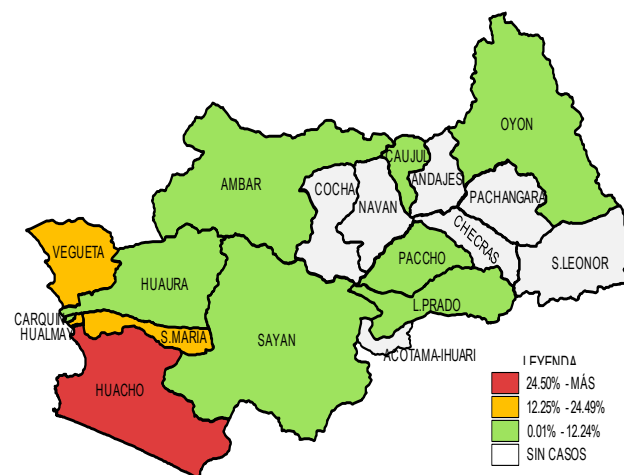 OYON
CAUJUL
ANDAJES
AMBAR
COCHA
NAVAN
PACHANGARA
VEGUETA
CHECRAS
PACCHO
S.LEONOR
HUAURA
L.PRADO
CARQUIN
HUALMAY
S.MARIA
SAYAN
ACOTAMA-IHUARI
HUACHO
LEYENDA
24.50% - MÁS
12.25% - 24.49%
0.01% - 12.24%
SIN CASOS